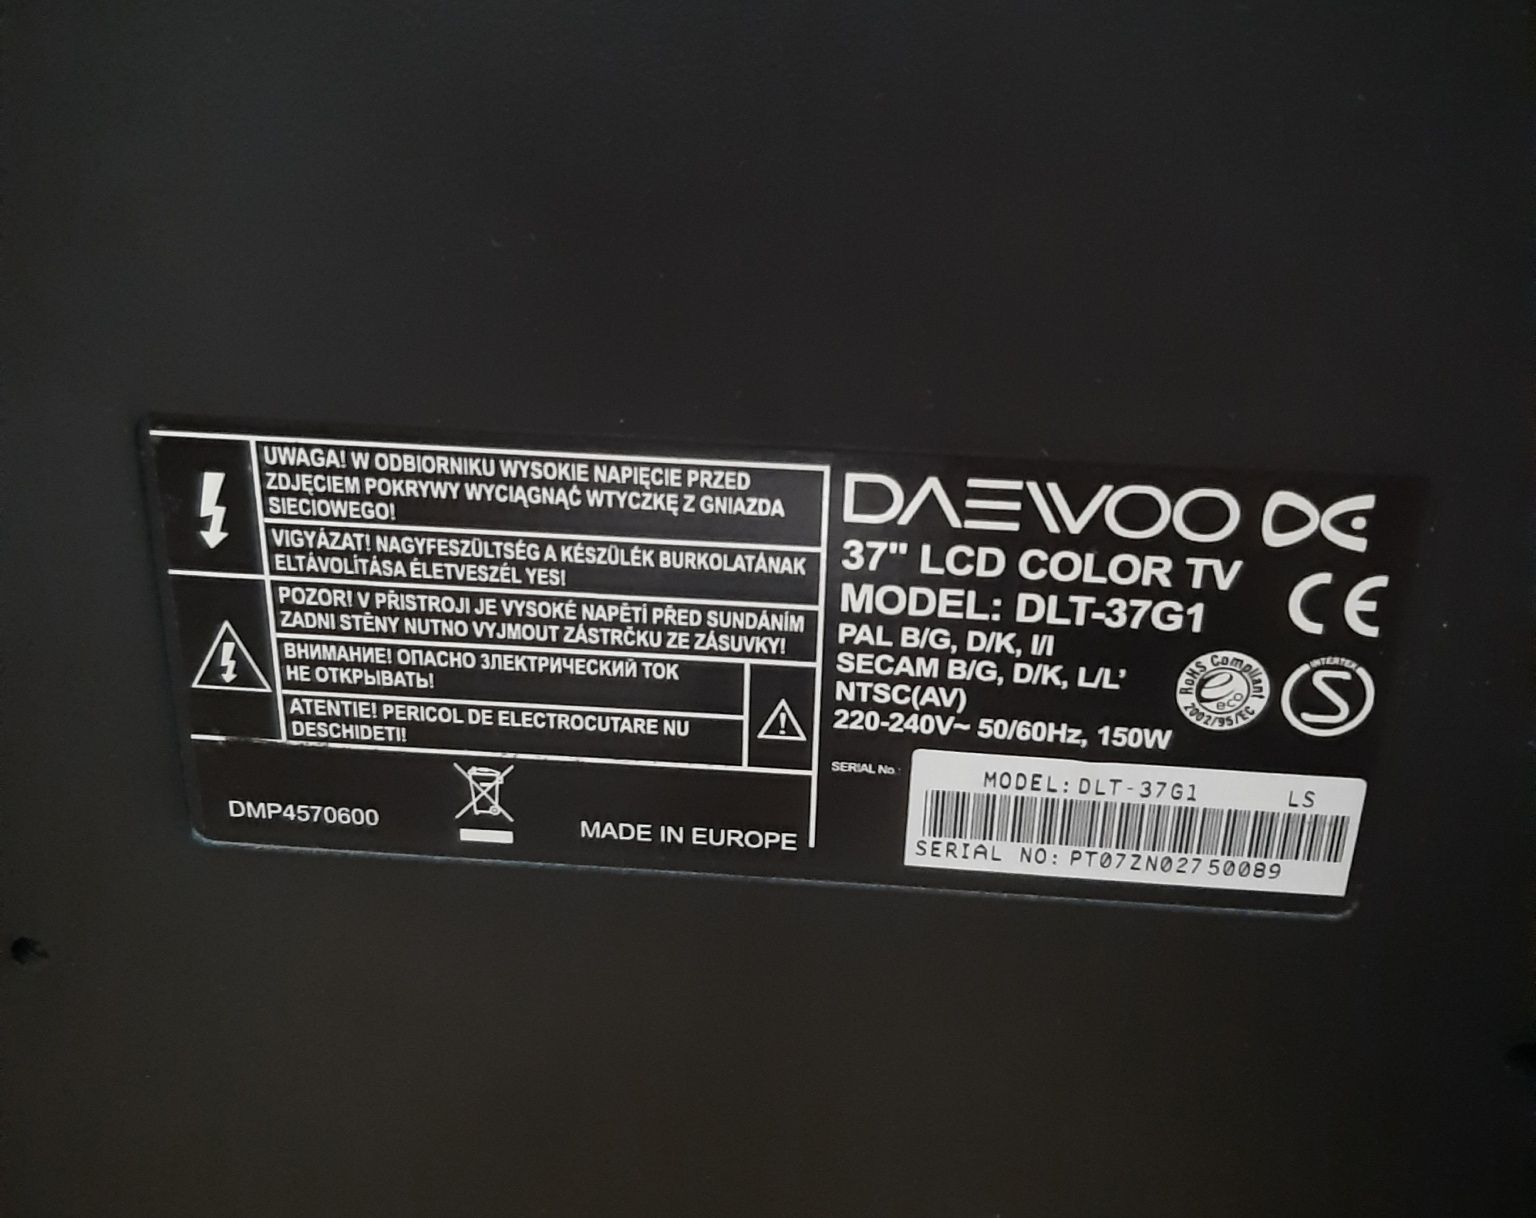 UWAGA! W ODBIORNIKU WYSOKIE NAPIĘCIE PRZED
ZDJĘCIEM POKRYWY WYCIĄGNĄĆ WTYCZKĘ Z GNIAZDA
SIECIOWEGO!
VIGYÁZAT! NAGYFESZÜLTSÉG A KÉSZÜLÉK BURKOLATÁNAK
ELTÁVOLÍTÁSA ÉLETVESZÉL YES!
POZOR! V PŘISTROJI JE VYSOKÉ NAPĚTÍ PŘED SUNDÁNÍM
ZADNI STĚNY NUTNO VYJMOUT ZÁSTRČKU ZE ZÁSUVKY!
ВНИМАНИЕ! ОПАСНО ЗЛЕКТРИЧЕСКИЙ ТОК
НЕ ОТКРЫВАТЬ!
ATENTIE! PERICOL DE ELECTROCUTARE NU
DESCHIDETI!
DMP4570600
MADE IN EUROPE
DAEWOO DE
37" LCD COLOR TV
MODEL: DLT-37G1
CE
PAL B/G, D/K, I/I
SECAM B/G, D/K, L/L'
NTSC(AV)
220-240V~ 50/60Hz, 150W
RoHS Compliant
eco
2002/95/EC
INTERTEK
S
SERIAL No.:
MODEL:DLT-37G1 LS
SERIAL NO: PT07ZN02750089